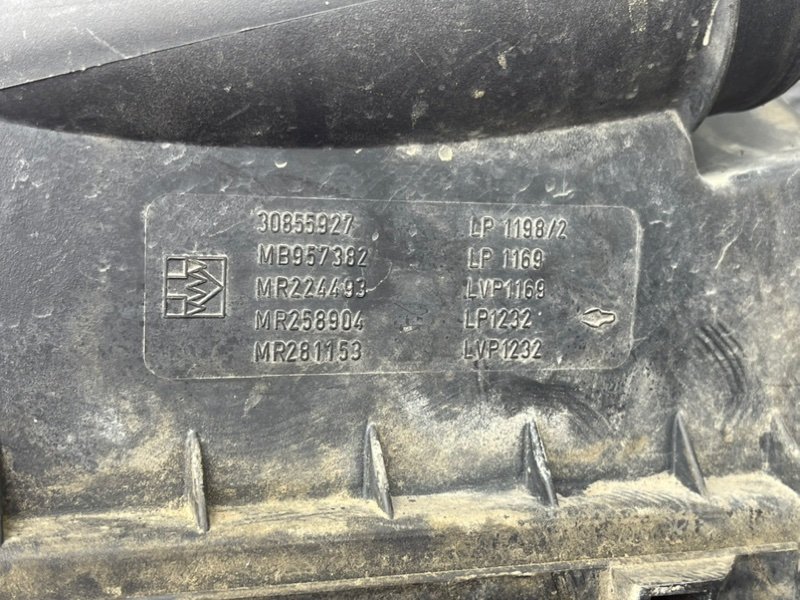 30855927 LP 1198/2
MB957382 LP 1169
MR224493 LVP1169
MR258904 LP1232
MR281153 LVP1232